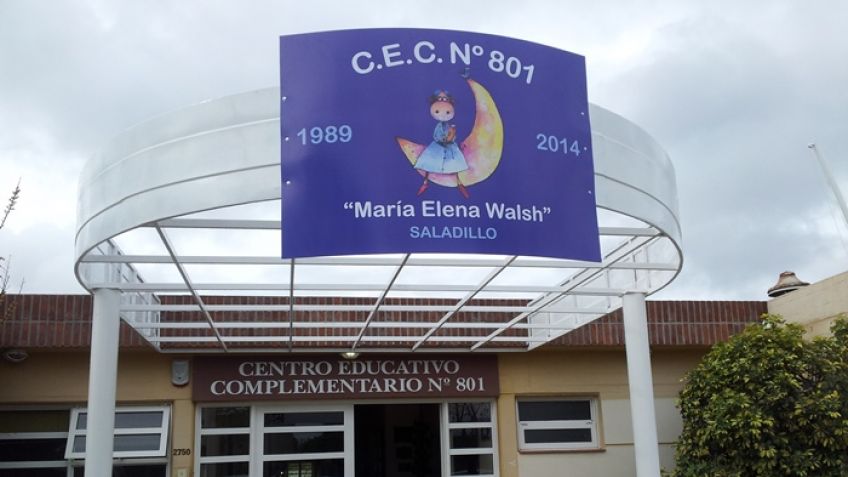 C.E.C. Nº 801
1989
2014
“María Elena Walsh”
SALADILLO
CENTRO EDUCATIVO
COMPLEMENTARIO Nº 801
2750